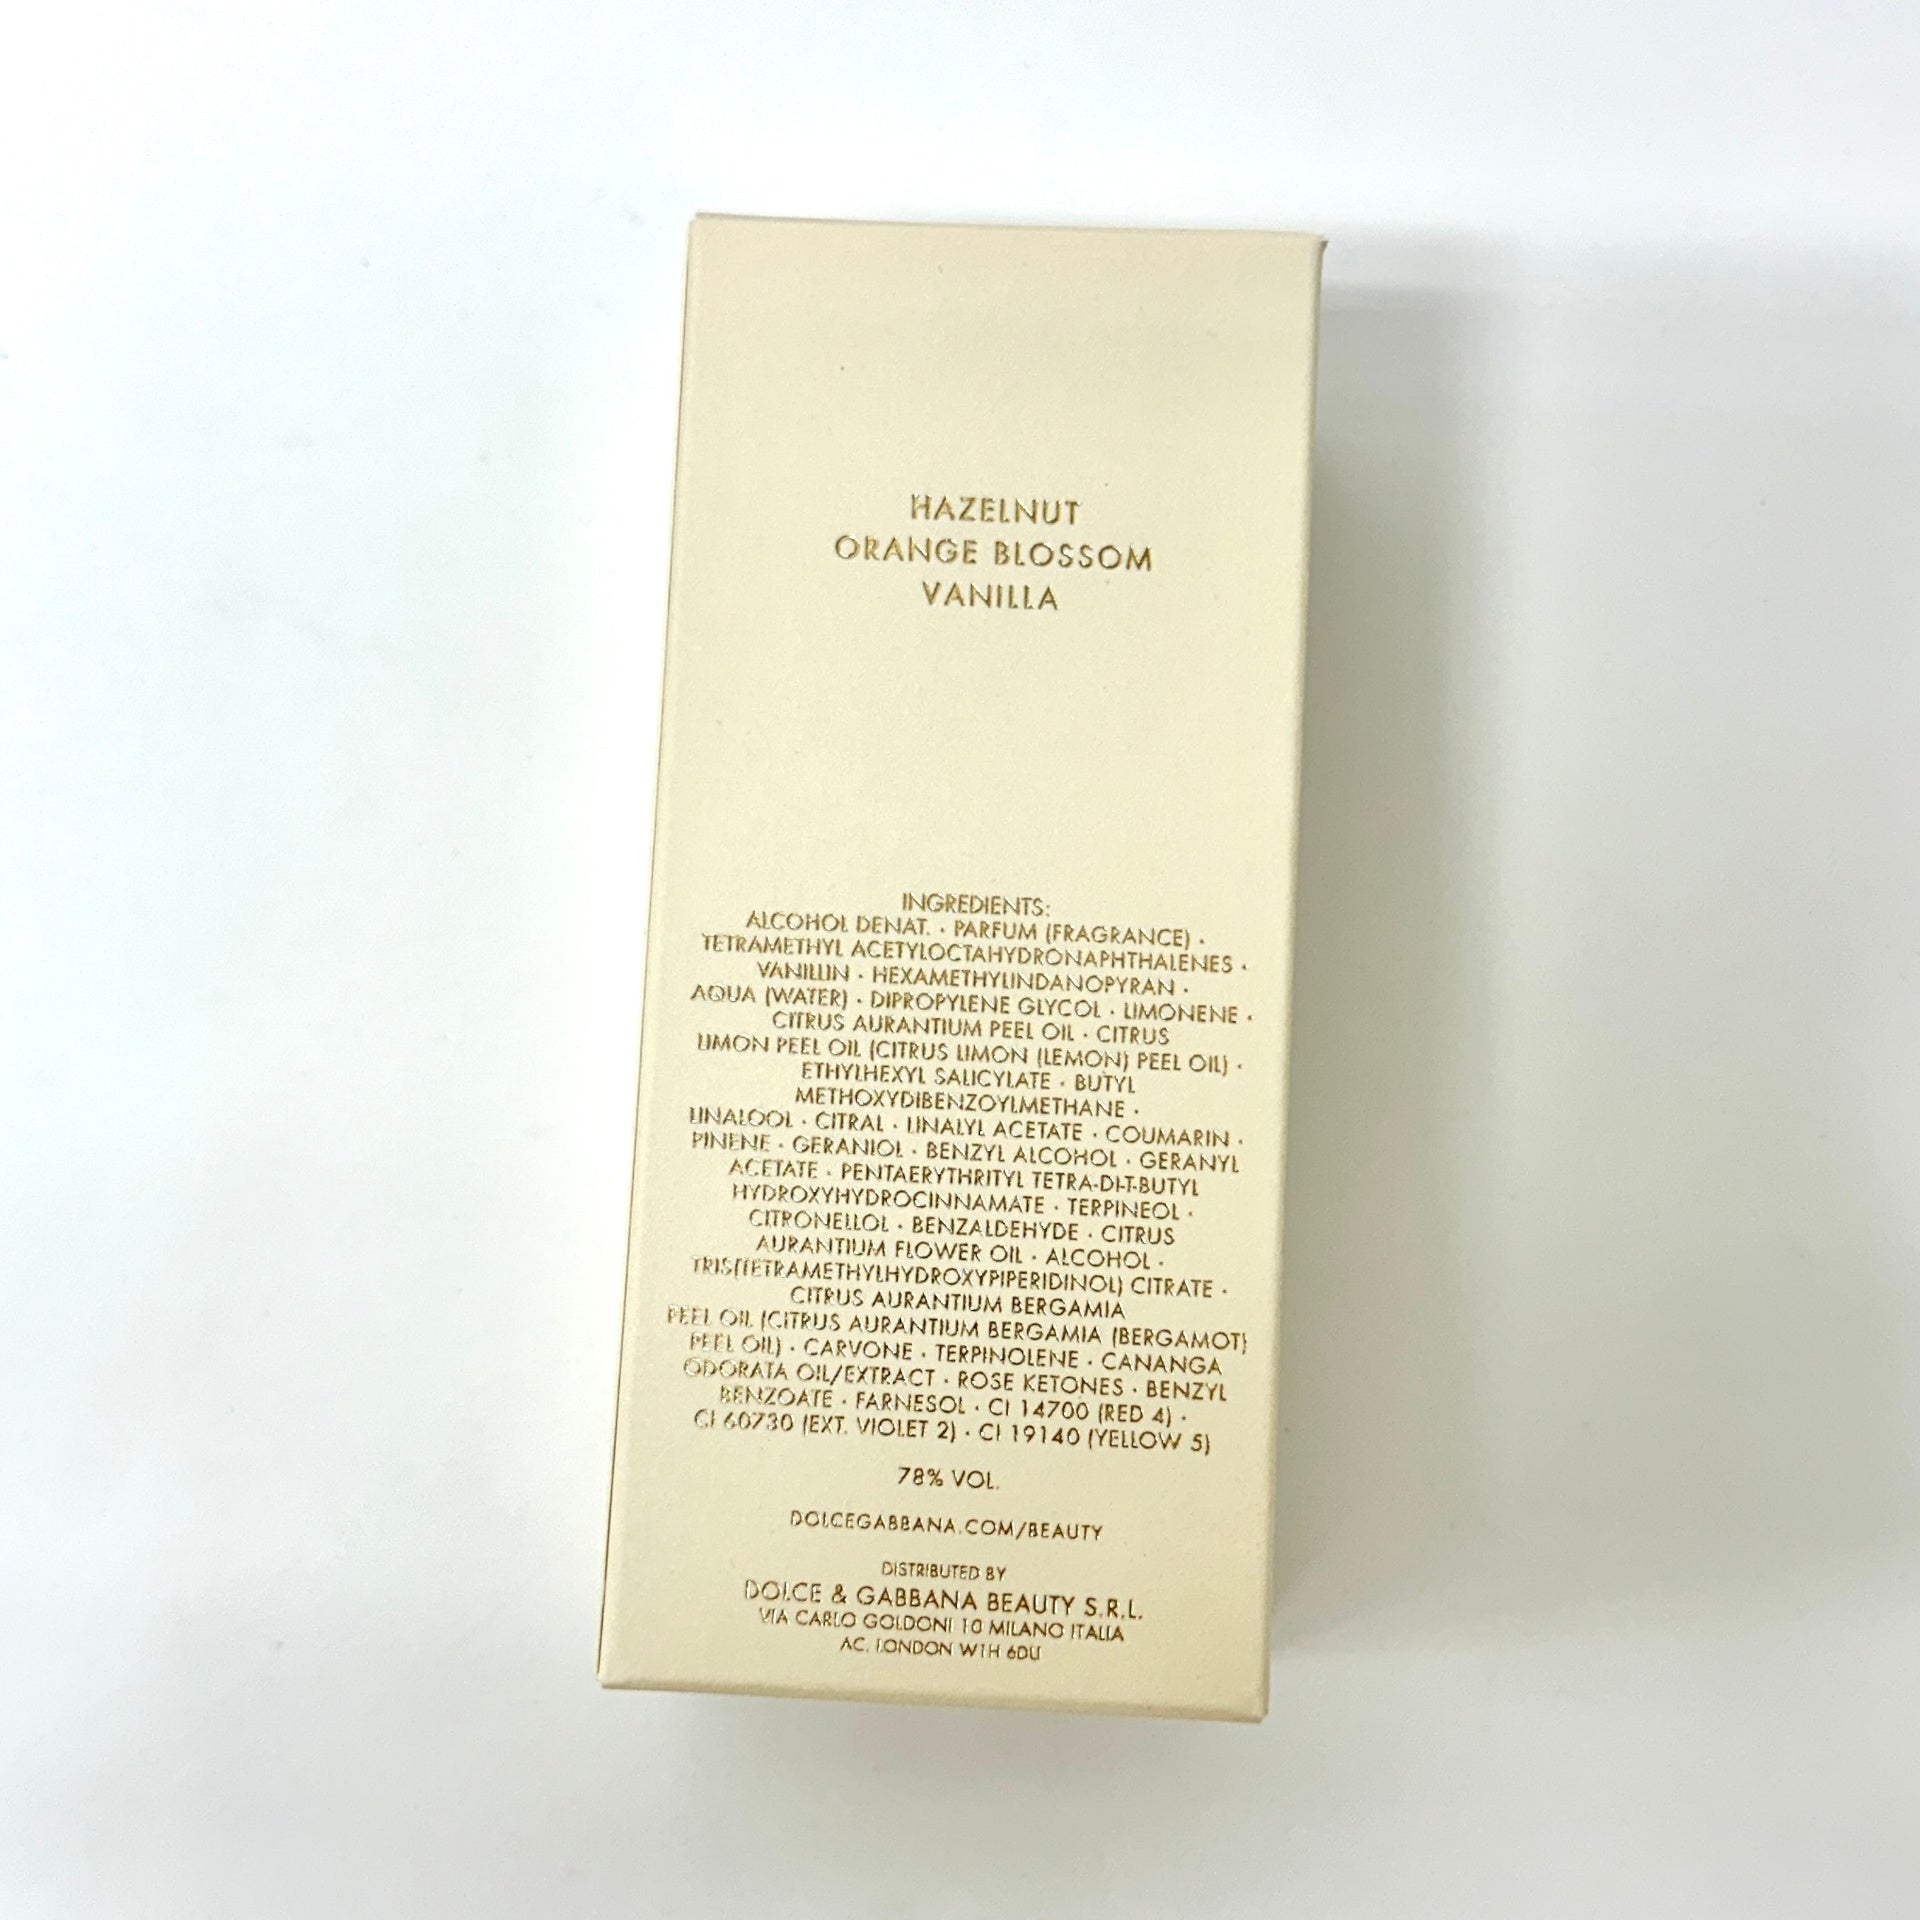 HAZELNUT
ORANGE BLOSSOM
VANILLA
INGREDIENTS:
ALCOHOL DENAT. · PARFUM (FRAGRANCE) ·
TETRAMETHYL ACETYLOCTAHYDRONAPHTHALENES ·
VANILLIN · HEXAMETHYLINDANOPYRAN ·
AQUA (WATER) · DIPROPYLENE GLYCOL · LIMONENE ·
CITRUS AURANTIUM PEEL OIL · CITRUS
LIMON PEEL OIL (CITRUS LIMON (LEMON) PEEL OIL) ·
ETHYLHEXYL SALICYLATE · BUTYL
METHOXYDIBENZOYLMETHANE ·
LINALOOL · CITRAL · LINALYL ACETATE · COUMARIN ·
PINENE · GERANIOL · BENZYL ALCOHOL · GERANYL
ACETATE · PENTAERYTHRITYL TETRA-DI-T-BUTYL
HYDROXYHYDROCINNAMATE · TERPINEOL ·
CITRONELLOL · BENZALDEHYDE · CITRUS
AURANTIUM FLOWER OIL · ALCOHOL ·
TRIS(TETRAMETHYLHYDROXYPIPERIDINOL) CITRATE ·
CITRUS AURANTIUM BERGAMIA
PEEL OIL (CITRUS AURANTIUM BERGAMIA (BERGAMOT)
PEEL OIL) · CARVONE · TERPINOLENE · CANANGA
ODORATA OIL/EXTRACT · ROSE KETONES · BENZYL
BENZOATE · FARNESOL · CI 14700 (RED 4) ·
CI 60730 (EXT. VIOLET 2) · CI 19140 (YELLOW 5)
78% VOL.
DOLCEGABBANA.COM/BEAUTY
DISTRIBUTED BY
DOLCE & GABBANA BEAUTY S.R.L.
VIA CARLO GOLDONI 10 MILANO ITALIA
AC. LONDON W1H 6DU